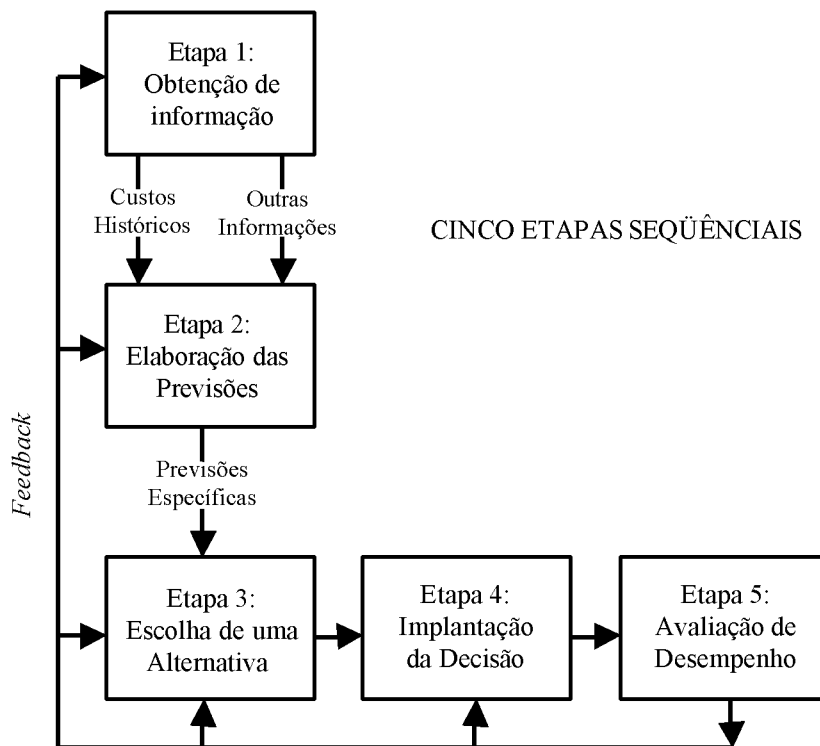 Etapa 1:
Obtenção de
informação
Custos
Históricos
Outras
Informações
CINCO ETAPAS SEQÜÊNCIAIS
Etapa 2:
Elaboração das
Previsões
Feedback
Previsões
Específicas
Etapa 3:
Escolha de uma
Alternativa
Etapa 4:
Implantação
da Decisão
Etapa 5:
Avaliação de
Desempenho